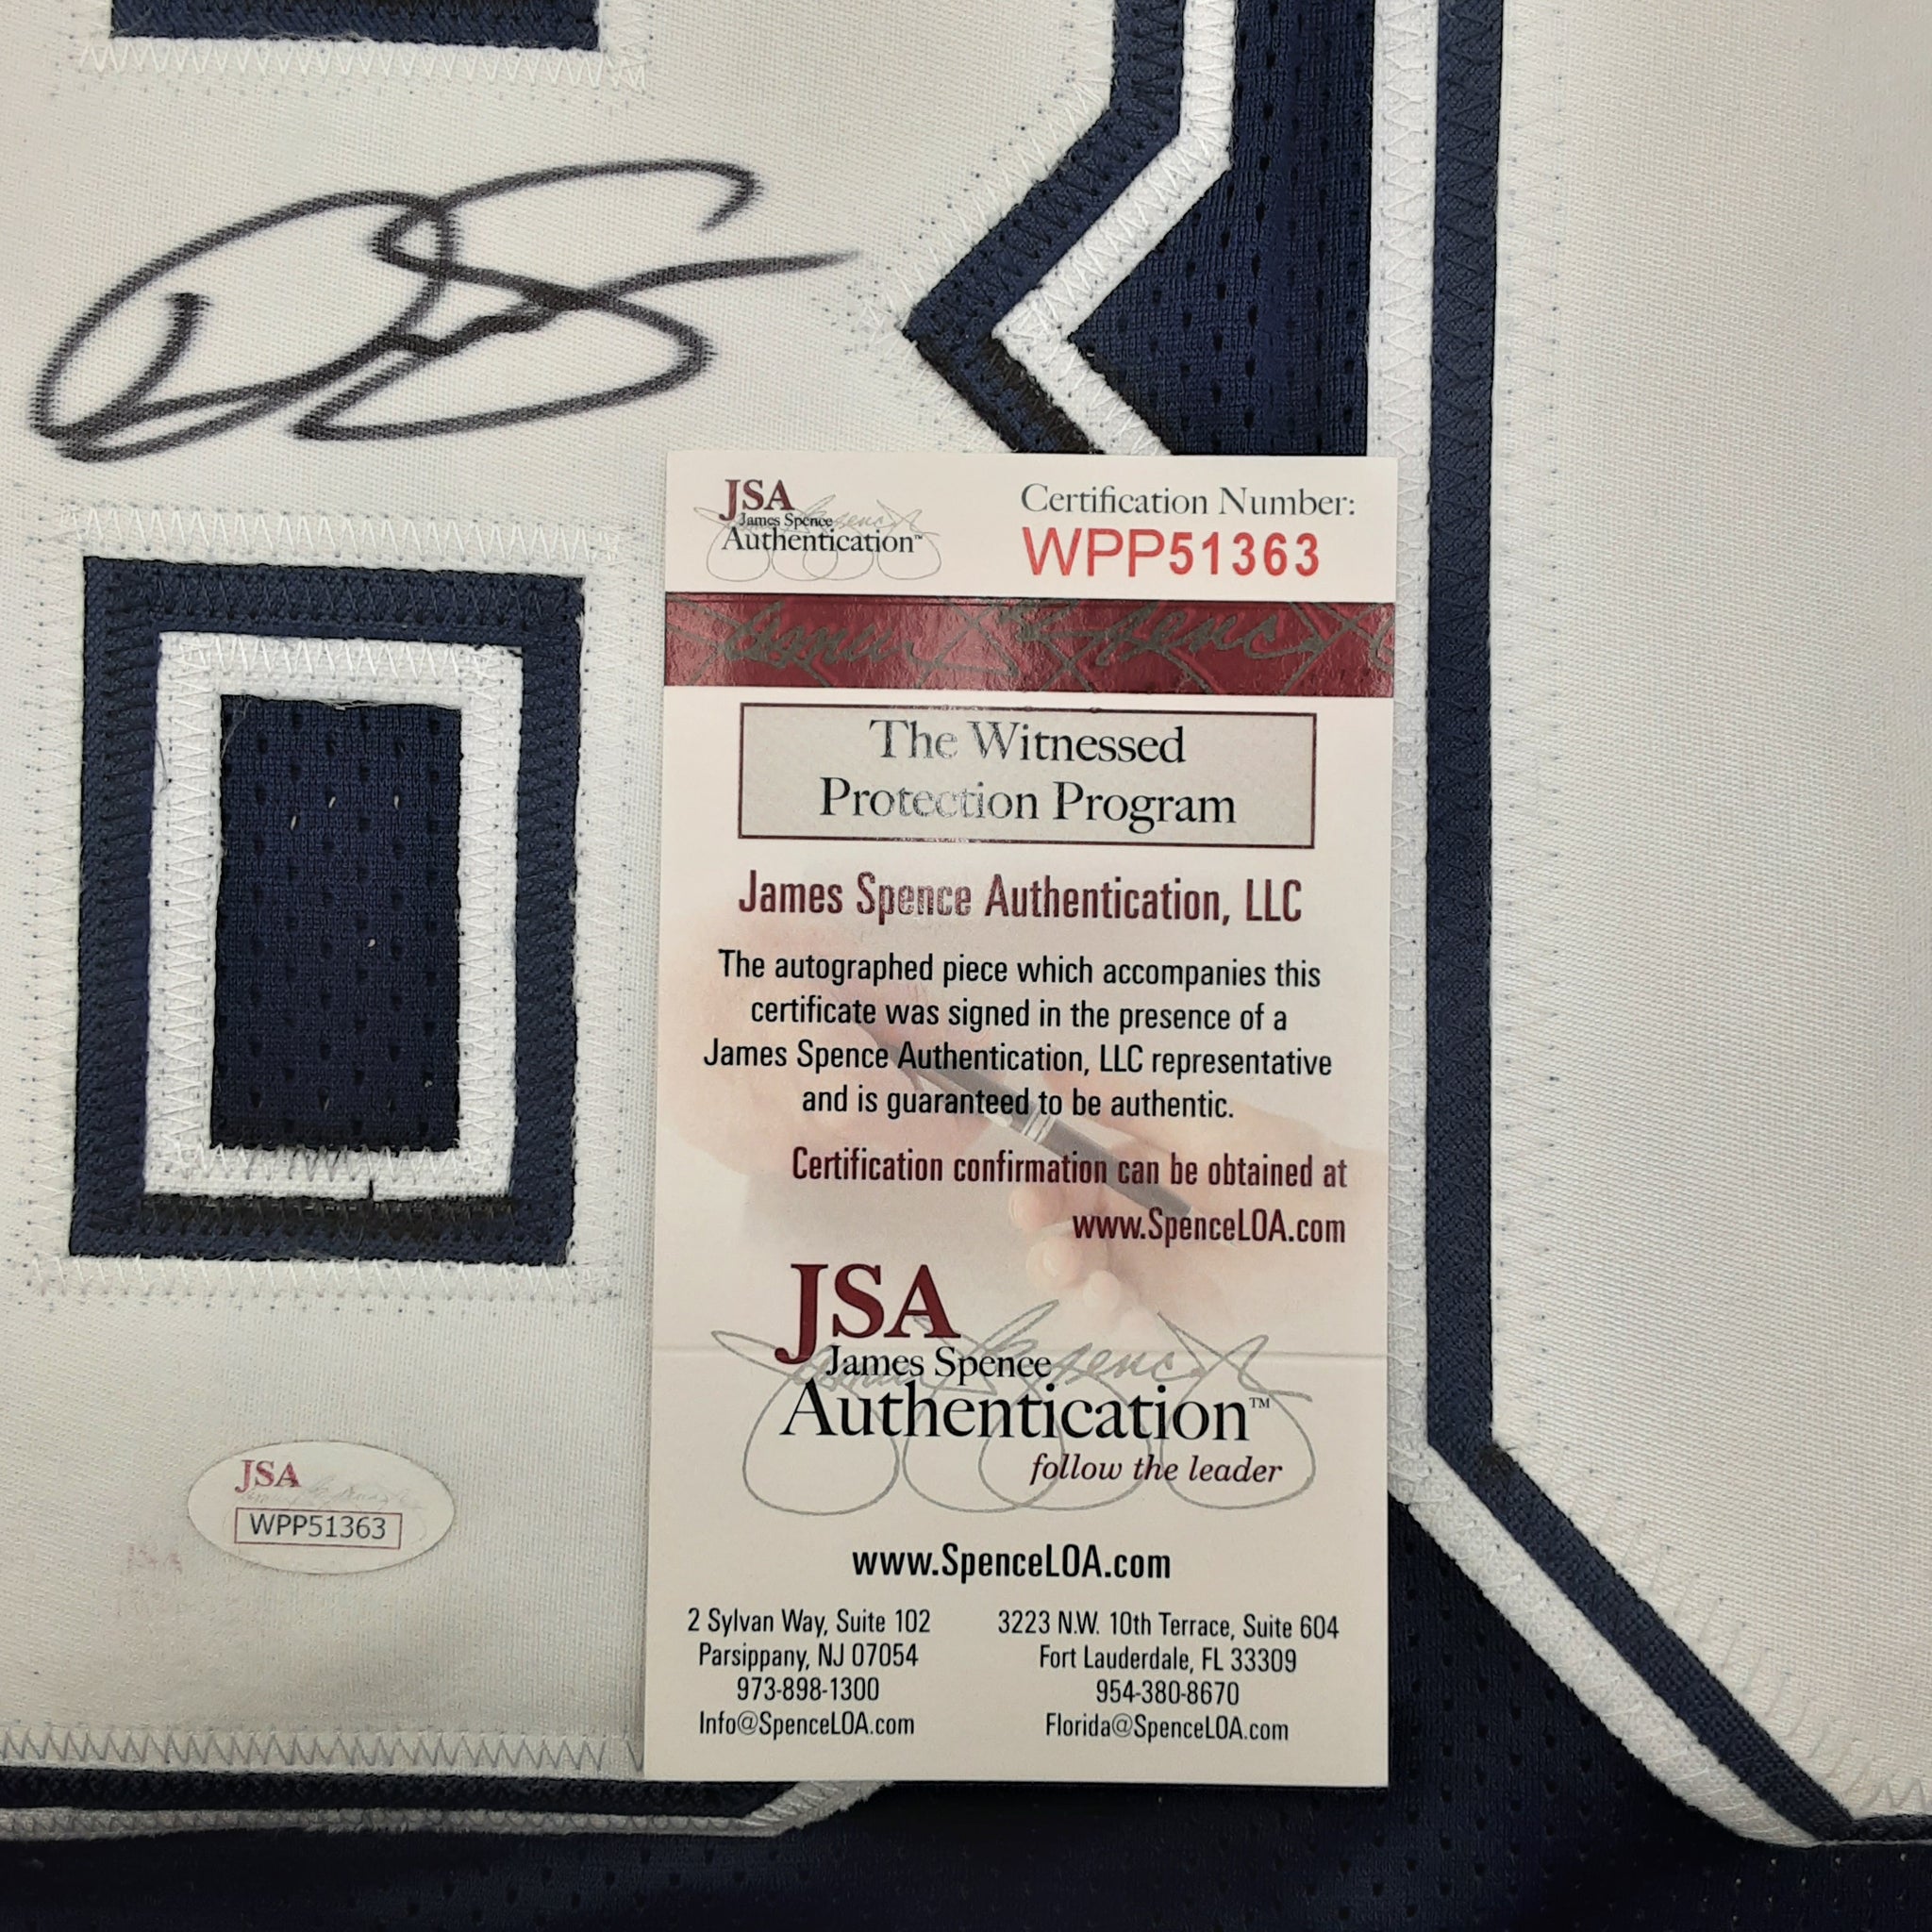 JSA
James Spence
Authentication™
Certification Number:
WPP51363
The Witnessed
Protection Program
James Spence Authentication, LLC
The autographed piece which accompanies this
certificate was signed in the presence of a
James Spence Authentication, LLC representative
and is guaranteed to be authentic.
Certification confirmation can be obtained at
www.SpenceLOA.com
JSA
James Spence
Authentication™
follow the leader
www.SpenceLOA.com
2 Sylvan Way, Suite 102
Parsippany, NJ 07054
973-898-1300
Info@SpenceLOA.com
3223 N.W. 10th Terrace, Suite 604
Fort Lauderdale, FL 33309
954-380-8670
Florida@SpenceLOA.com
JSA
WPP51363